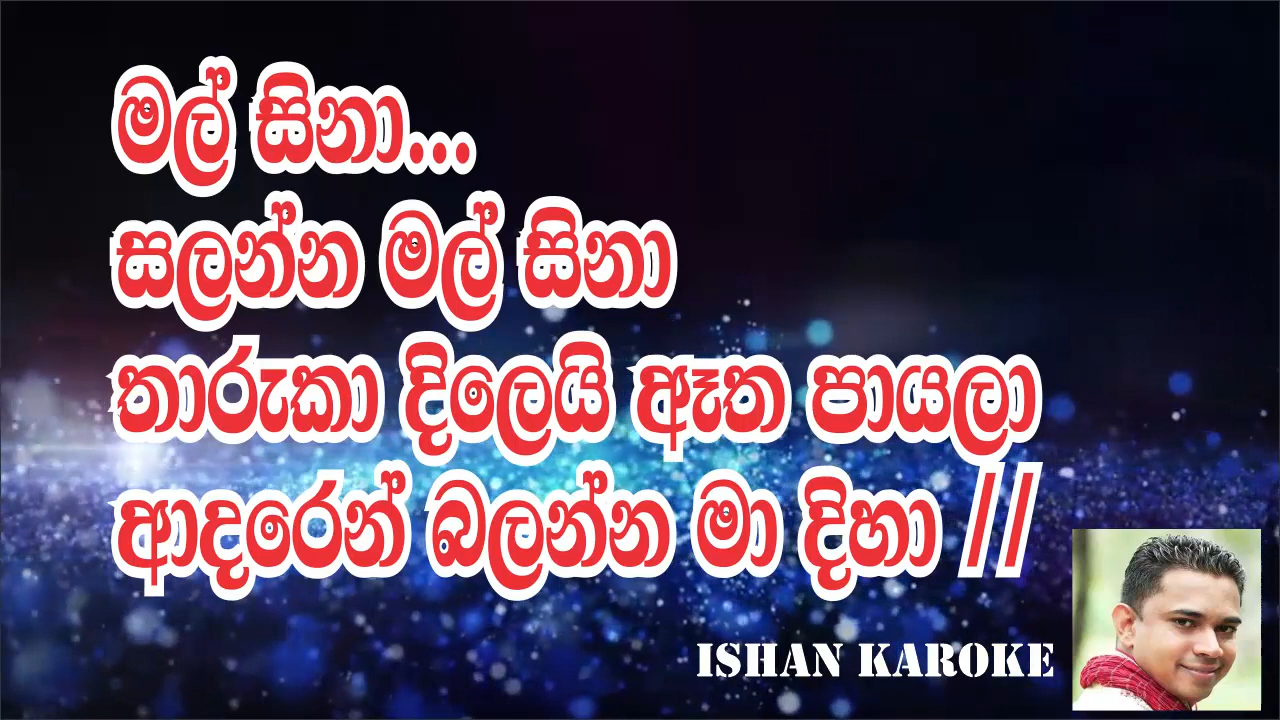 මල් සිනා...
සලන්න මල් සිනා
තාරුකා දිලෙයි ඈත පායලා
ආදරෙන් බලන්න මා දිහා //
ISHAN KAROKE